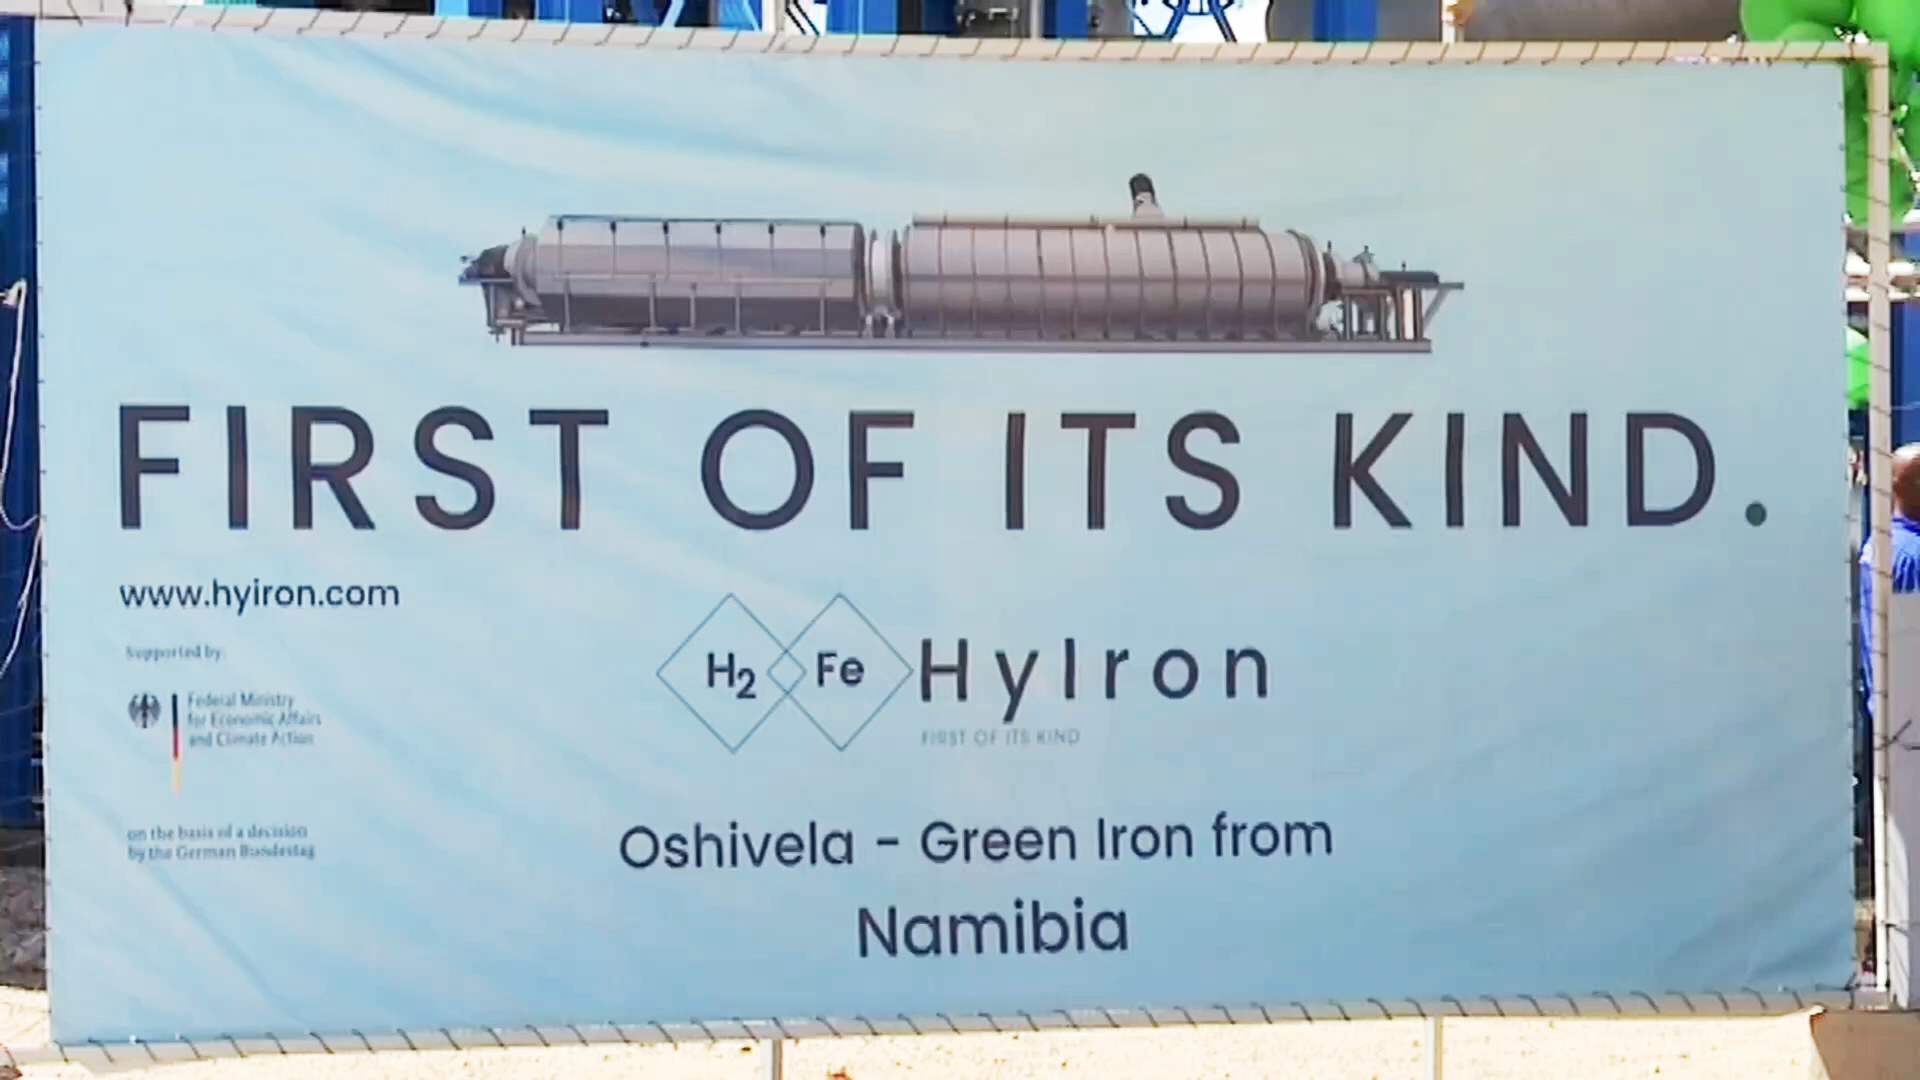 FIRST OF ITS KIND.
www.hyiron.com
Supported by:
Federal Ministry
for Economic Affairs
and Climate Action
on the basis of a decision
by the German Bundestag
H2 Fe HyIron
FIRST OF ITS KIND
Oshivela - Green Iron from
Namibia